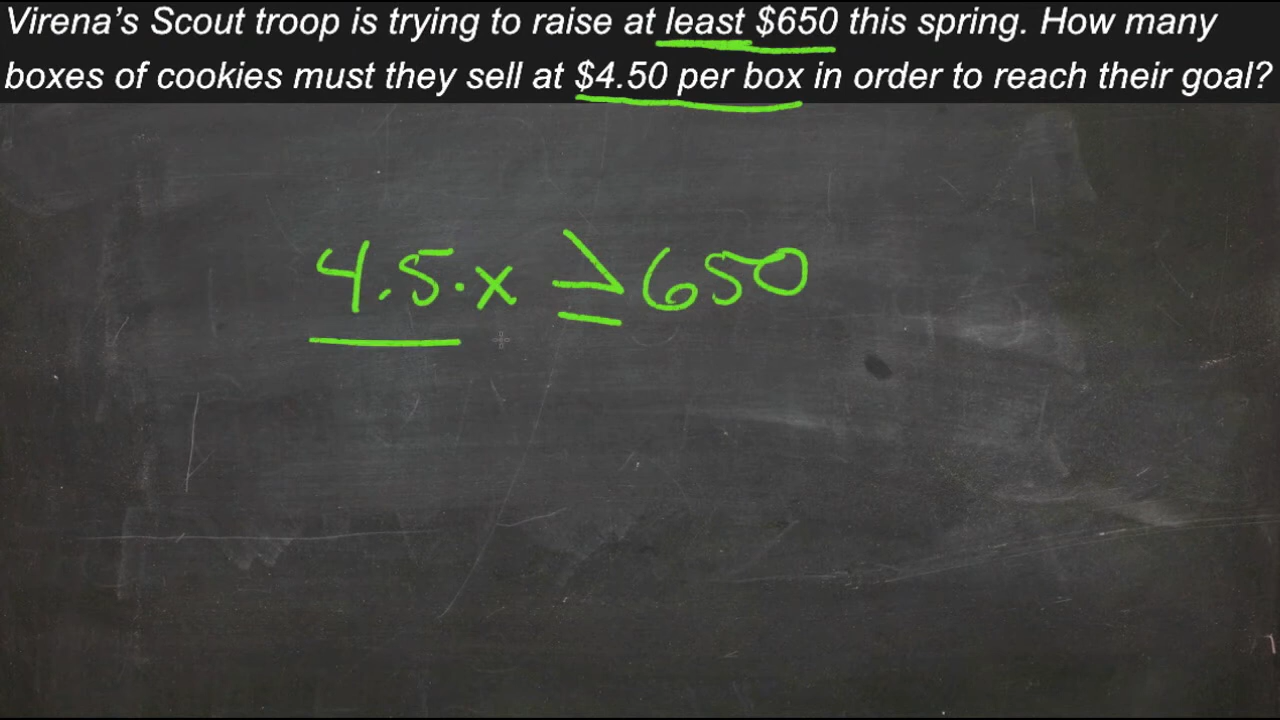 Virena’s Scout troop is trying to raise at least $650 this spring. How many
boxes of cookies must they sell at $4.50 per box in order to reach their goal?
4.5·x ≥ 650